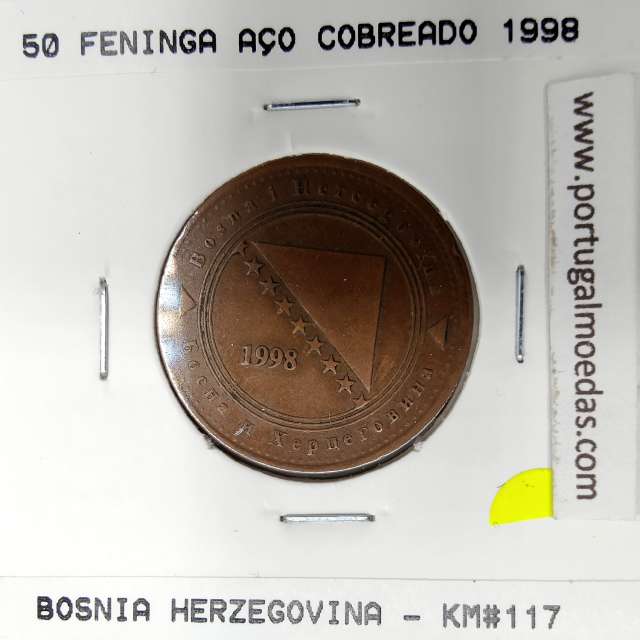 50 FENINGA AÇO COBREADO 1998
Bosna i Hercegovina
1998
Босна и Херцеговина
www.portugalmoedas.com
BOSNIA HERZEGOVINA - KM#117